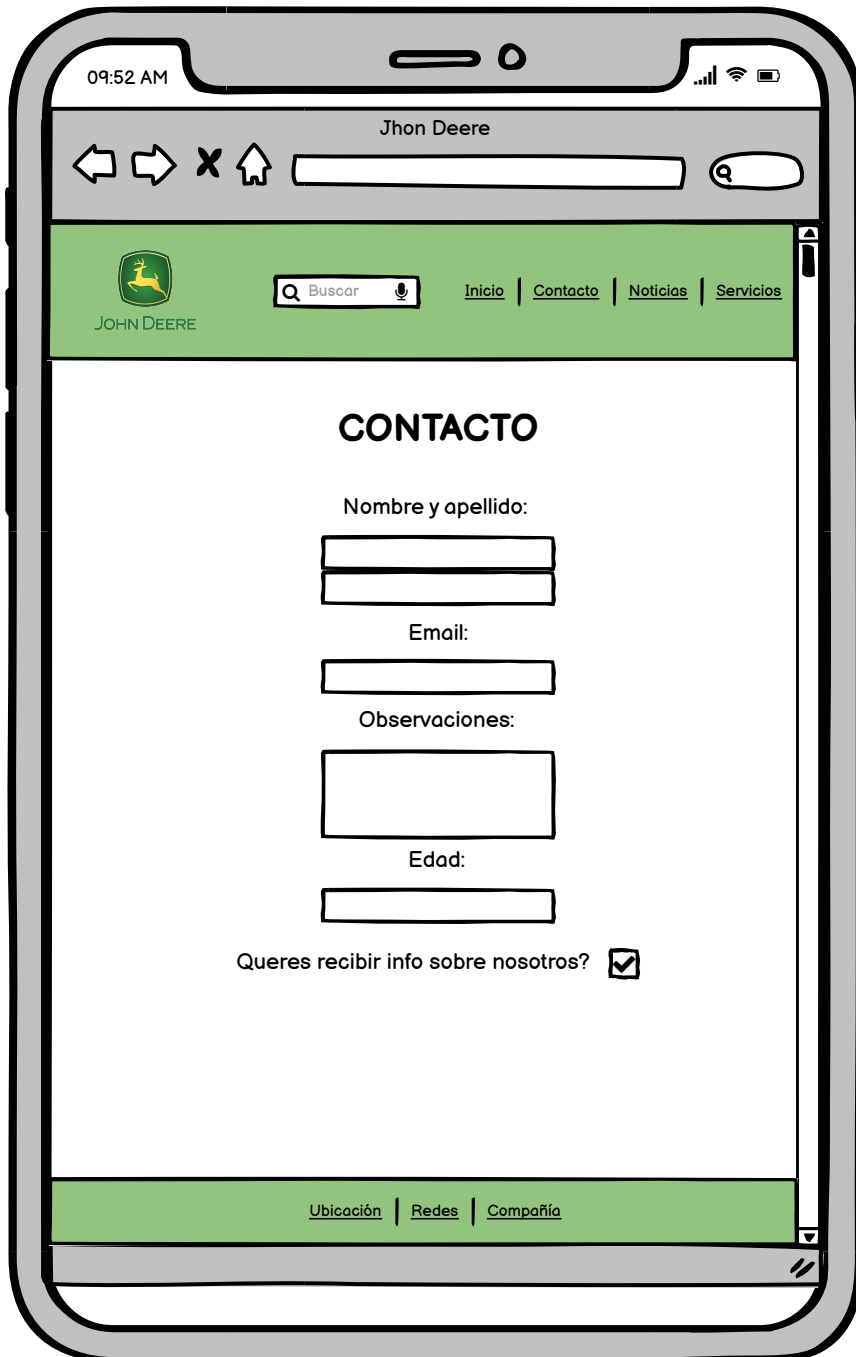 09:52 AM
Jhon Deere
JOHN DEERE
Buscar
Inicio
Contacto
Noticias
Servicios
CONTACTO
Nombre y apellido:
Email:
Observaciones:
Edad:
Queres recibir info sobre nosotros?
Ubicación
Redes
Compañía